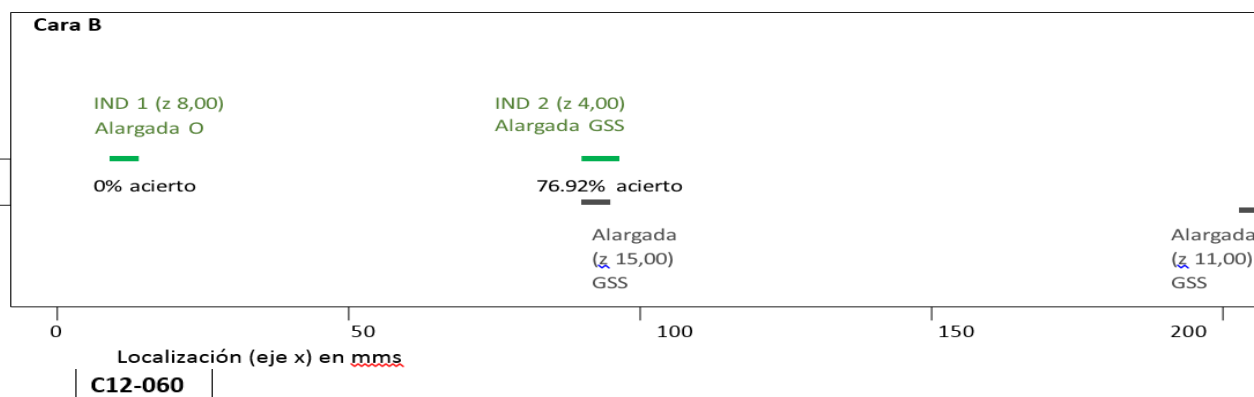 Cara B
IND 1 (z 8,00)
Alargada O
IND 2 (z 4,00)
Alargada GSS
0% acierto
76.92% acierto
Alargada
(z 15,00)
GSS
Alargada
(z 11,00)
GSS
0
50
100
150
200
Localización (eje x) en mms
C12-060